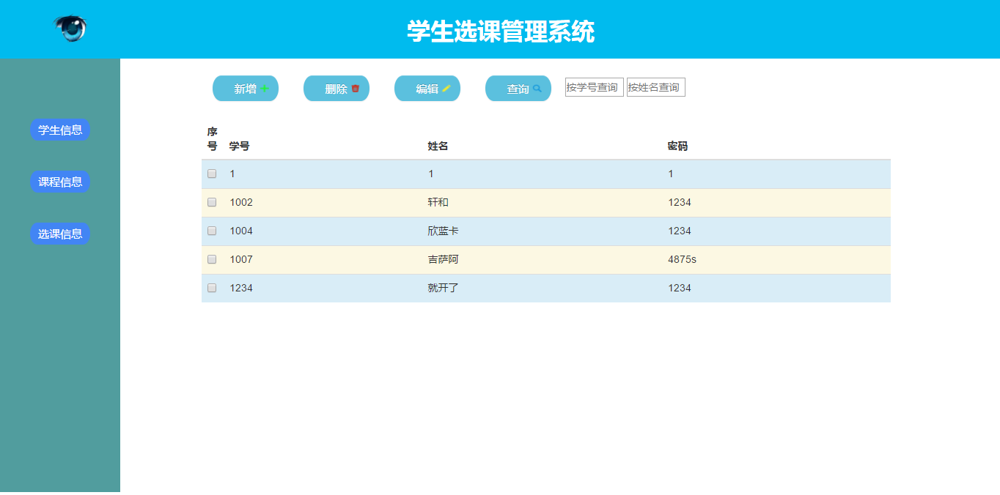 学生选课管理系统
新增 删除 编辑 查询 按学号查询 按姓名查询
学生信息
课程信息
选课信息
序号 学号 姓名 密码
1 1 1
1002 轩和 1234
1004 欣蓝卡 1234
1007 吉萨阿 4875s
1234 就开了 1234